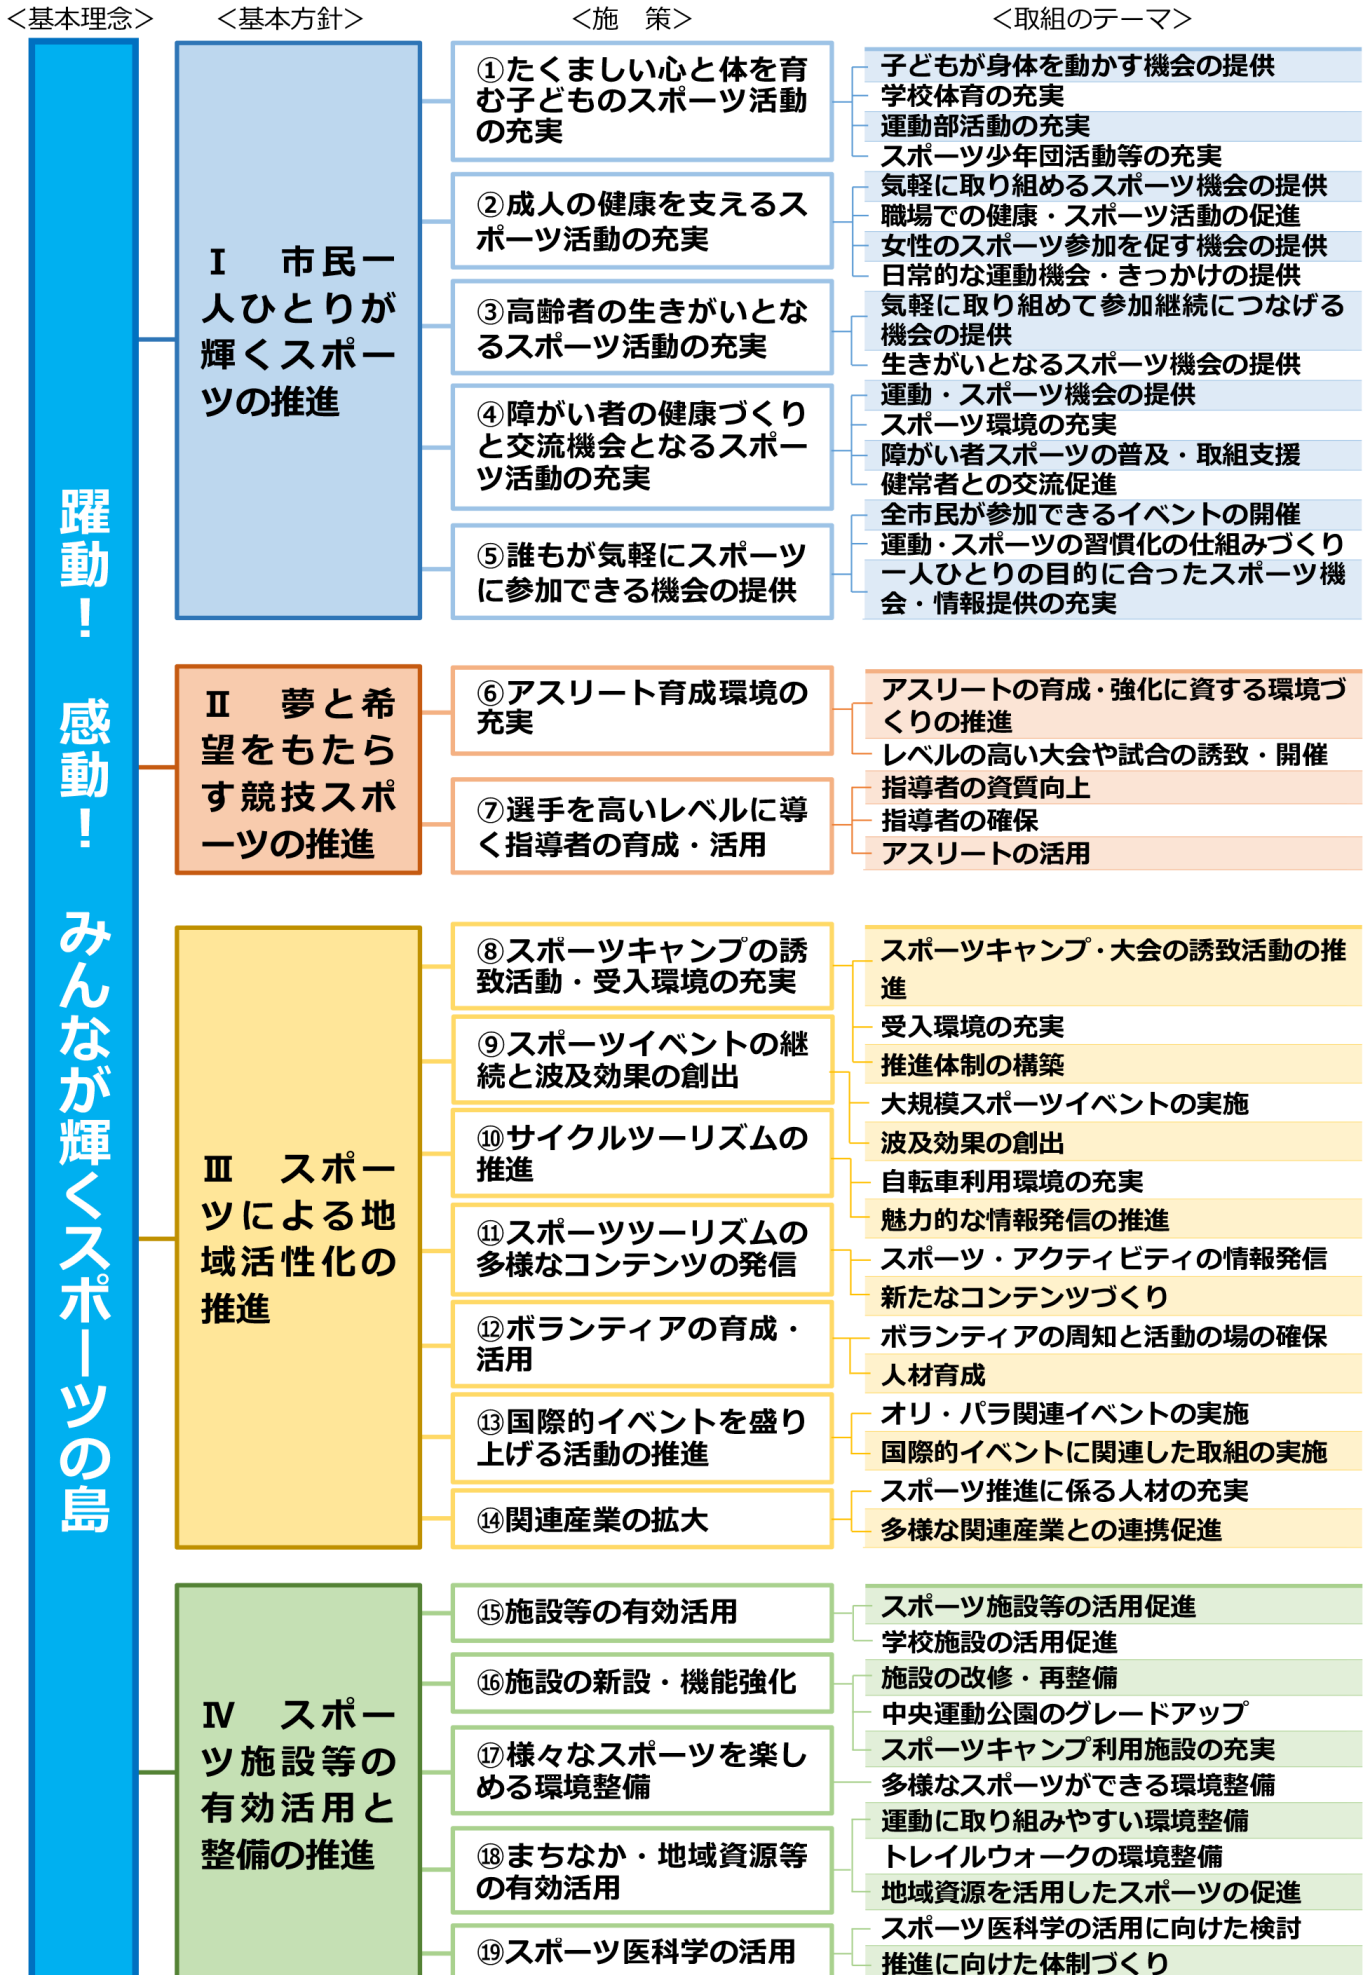 ＜基本理念＞　＜基本方針＞　＜施　策＞　＜取組のテーマ＞
躍動！　感動！　みんなが輝くスポーツの島
Ⅰ　市民一
人ひとりが
輝くスポー
ツの推進
①たくましい心と体を育
む子どものスポーツ活動
の充実
子どもが身体を動かす機会の提供
学校体育の充実
運動部活動の充実
スポーツ少年団活動等の充実
②成人の健康を支えるス
ポーツ活動の充実
気軽に取り組めるスポーツ機会の提供
職場での健康・スポーツ活動の促進
女性のスポーツ参加を促す機会の提供
日常的な運動機会・きっかけの提供
③高齢者の生きがいとな
るスポーツ活動の充実
気軽に取り組めて参加継続につなげる
機会の提供
生きがいとなるスポーツ機会の提供
④障がい者の健康づくり
と交流機会となるスポー
ツ活動の充実
運動・スポーツ機会の提供
スポーツ環境の充実
障がい者スポーツの普及・取組支援
健常者との交流促進
⑤誰もが気軽にスポーツ
に参加できる機会の提供
全市民が参加できるイベントの開催
運動・スポーツの習慣化の仕組みづくり
一人ひとりの目的に合ったスポーツ機
会・情報提供の充実
Ⅱ　夢と希
望をもたら
す競技スポ
ーツの推進
⑥アスリート育成環境の
充実
アスリートの育成・強化に資する環境づ
くりの推進
レベルの高い大会や試合の誘致・開催
⑦選手を高いレベルに導
く指導者の育成・活用
指導者の資質向上
指導者の確保
アスリートの活用
Ⅲ　スポー
ツによる地
域活性化の
推進
⑧スポーツキャンプの誘
致活動・受入環境の充実
スポーツキャンプ・大会の誘致活動の推
進
受入環境の充実
推進体制の構築
⑨スポーツイベントの継
続と波及効果の創出
大規模スポーツイベントの実施
波及効果の創出
⑩サイクルツーリズムの
推進
自転車利用環境の充実
魅力的な情報発信の推進
⑪スポーツツーリズムの
多様なコンテンツの発信
スポーツ・アクティビティの情報発信
新たなコンテンツづくり
⑫ボランティアの育成・
活用
ボランティアの周知と活動の場の確保
人材育成
⑬国際的イベントを盛り
上げる活動の推進
オリ・パラ関連イベントの実施
国際的イベントに関連した取組の実施
⑭関連産業の拡大
スポーツ推進に係る人材の充実
多様な関連産業との連携促進
Ⅳ　スポー
ツ施設等の
有効活用と
整備の推進
⑮施設等の有効活用
スポーツ施設等の活用促進
学校施設の活用促進
⑯施設の新設・機能強化
施設の改修・再整備
中央運動公園のグレードアップ
スポーツキャンプ利用施設の充実
⑰様々なスポーツを楽し
める環境整備
多様なスポーツができる環境整備
⑱まちなか・地域資源等
の有効活用
運動に取り組みやすい環境整備
トレイルウォークの環境整備
地域資源を活用したスポーツの促進
⑲スポーツ医科学の活用
スポーツ医科学の活用に向けた検討
推進に向けた体制づくり